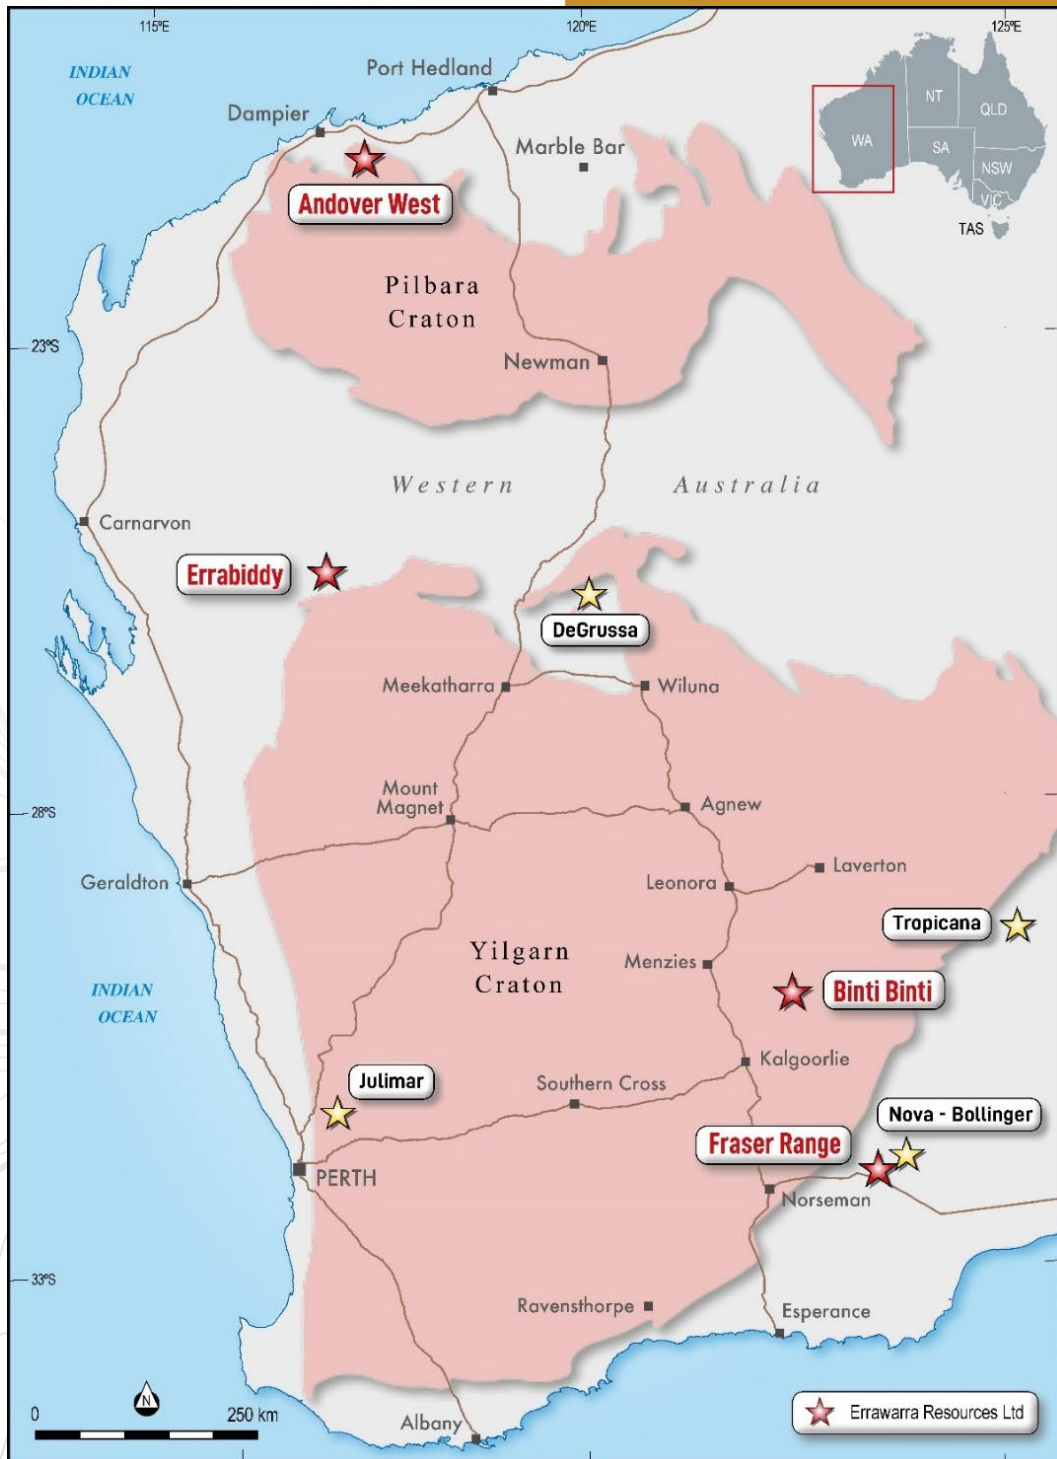 115°E
120°E
125°E
INDIAN
OCEAN
Port Hedland
Dampier
Marble Bar
Andover West
NT
QLD
WA
SA
NSW
VIC
TAS
Pilbara
Craton
23°S
Newman
Western Australia
Carnarvon
Errabiddy
DeGrussa
Meekatharra
Wiluna
Mount
Magnet
Agnew
28°S
Geraldton
Leonora
Laverton
Tropicana
Yilgarn
Craton
Menzies
Binti Binti
INDIAN
OCEAN
Kalgoorlie
Julimar
Southern Cross
Nova - Bollinger
Fraser Range
PERTH
Norseman
33°S
Ravensthorpe
Esperance
N
0 250 km
Albany
Errawarra Resources Ltd